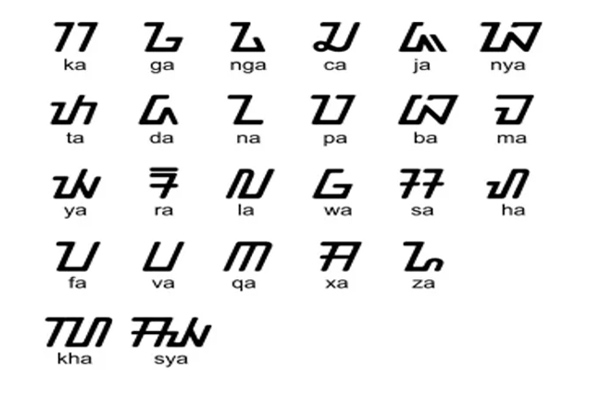 ᮊ ᮌ ᮍ ᮎ ᮏ ᮑ
ka ga nga ca ja nya
ᮒ ᮓ ᮔ ᮕ ᮘ ᮙ
ta da na pa ba ma
ᮚ ᮛ ᮜ ᮝ ᮞ ᮠ
ya ra la wa sa ha
ᮖ ᮗ ᮋ ᮟ ᮐ
fa va qa xa za
ᮮ ᮯ
kha sya